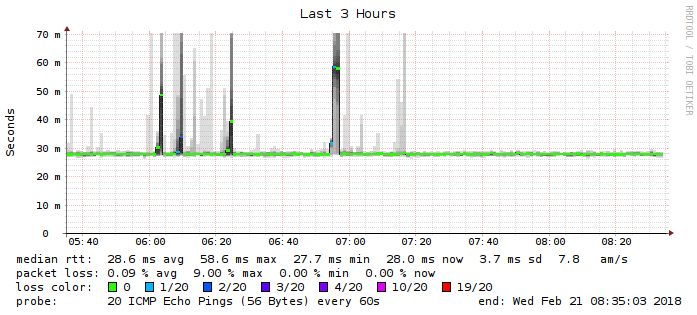 Last 3 Hours
RRDTOOL / TOBI OETIKER
Seconds
70 m
60 m
50 m
40 m
30 m
20 m
10 m
0
05:40 06:00 06:20 06:40 07:00 07:20 07:40 08:00 08:20
median rtt: 28.6 ms avg 58.6 ms max 27.7 ms min 28.0 ms now 3.7 ms sd 7.8 am/s
packet loss: 0.09 % avg 9.00 % max 0.00 % min 0.00 % now
loss color: 0 1/20 2/20 3/20 4/20 10/20 19/20
probe: 20 ICMP Echo Pings (56 Bytes) every 60s end: Wed Feb 21 08:35:03 2018